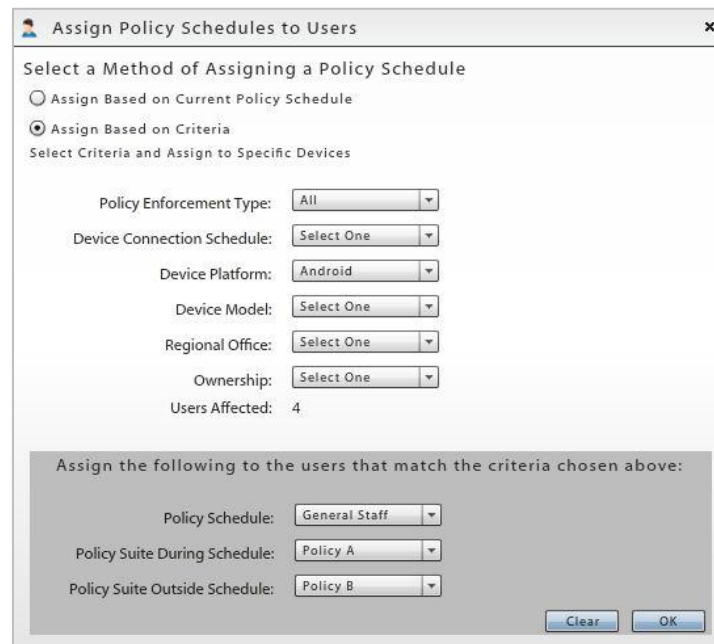 Assign Policy Schedules to Users
Select a Method of Assigning a Policy Schedule
Assign Based on Current Policy Schedule
Assign Based on Criteria
Select Criteria and Assign to Specific Devices
Policy Enforcement Type: All
Device Connection Schedule: Select One
Device Platform: Android
Device Model: Select One
Regional Office: Select One
Ownership: Select One
Users Affected: 4
Assign the following to the users that match the criteria chosen above:
Policy Schedule: General Staff
Policy Suite During Schedule: Policy A
Policy Suite Outside Schedule: Policy B
Clear OK